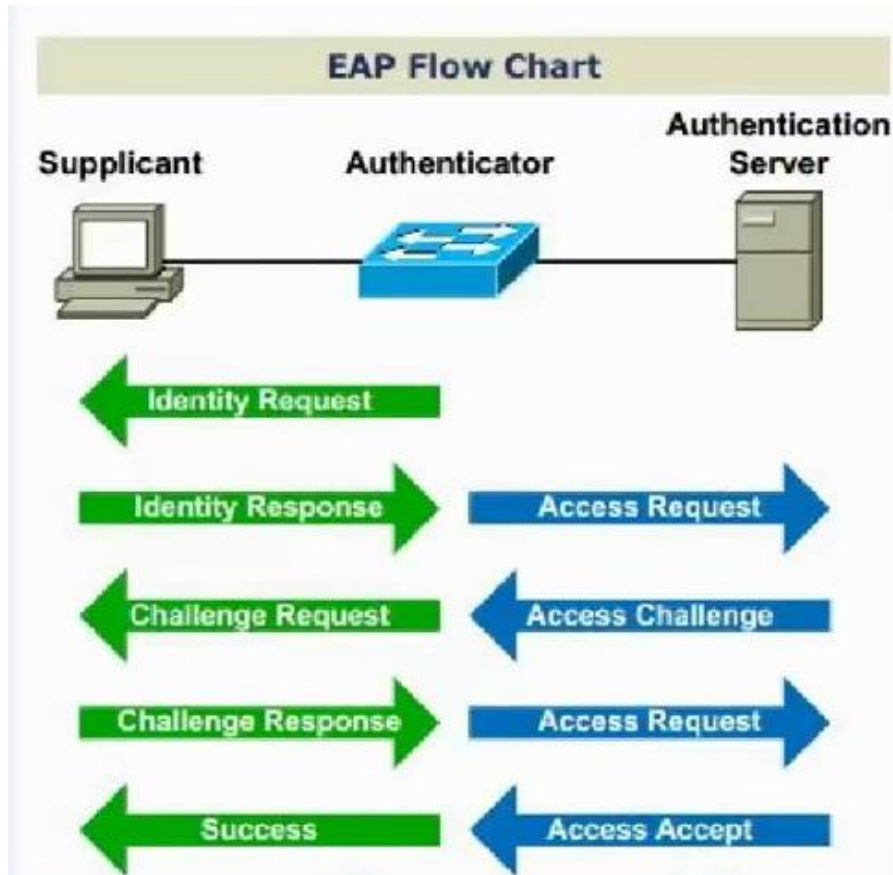 EAP Flow Chart
Supplicant
Authenticator
Authentication
Server
Identity Request
Identity Response
Access Request
Challenge Request
Access Challenge
Challenge Response
Access Request
Success
Access Accept